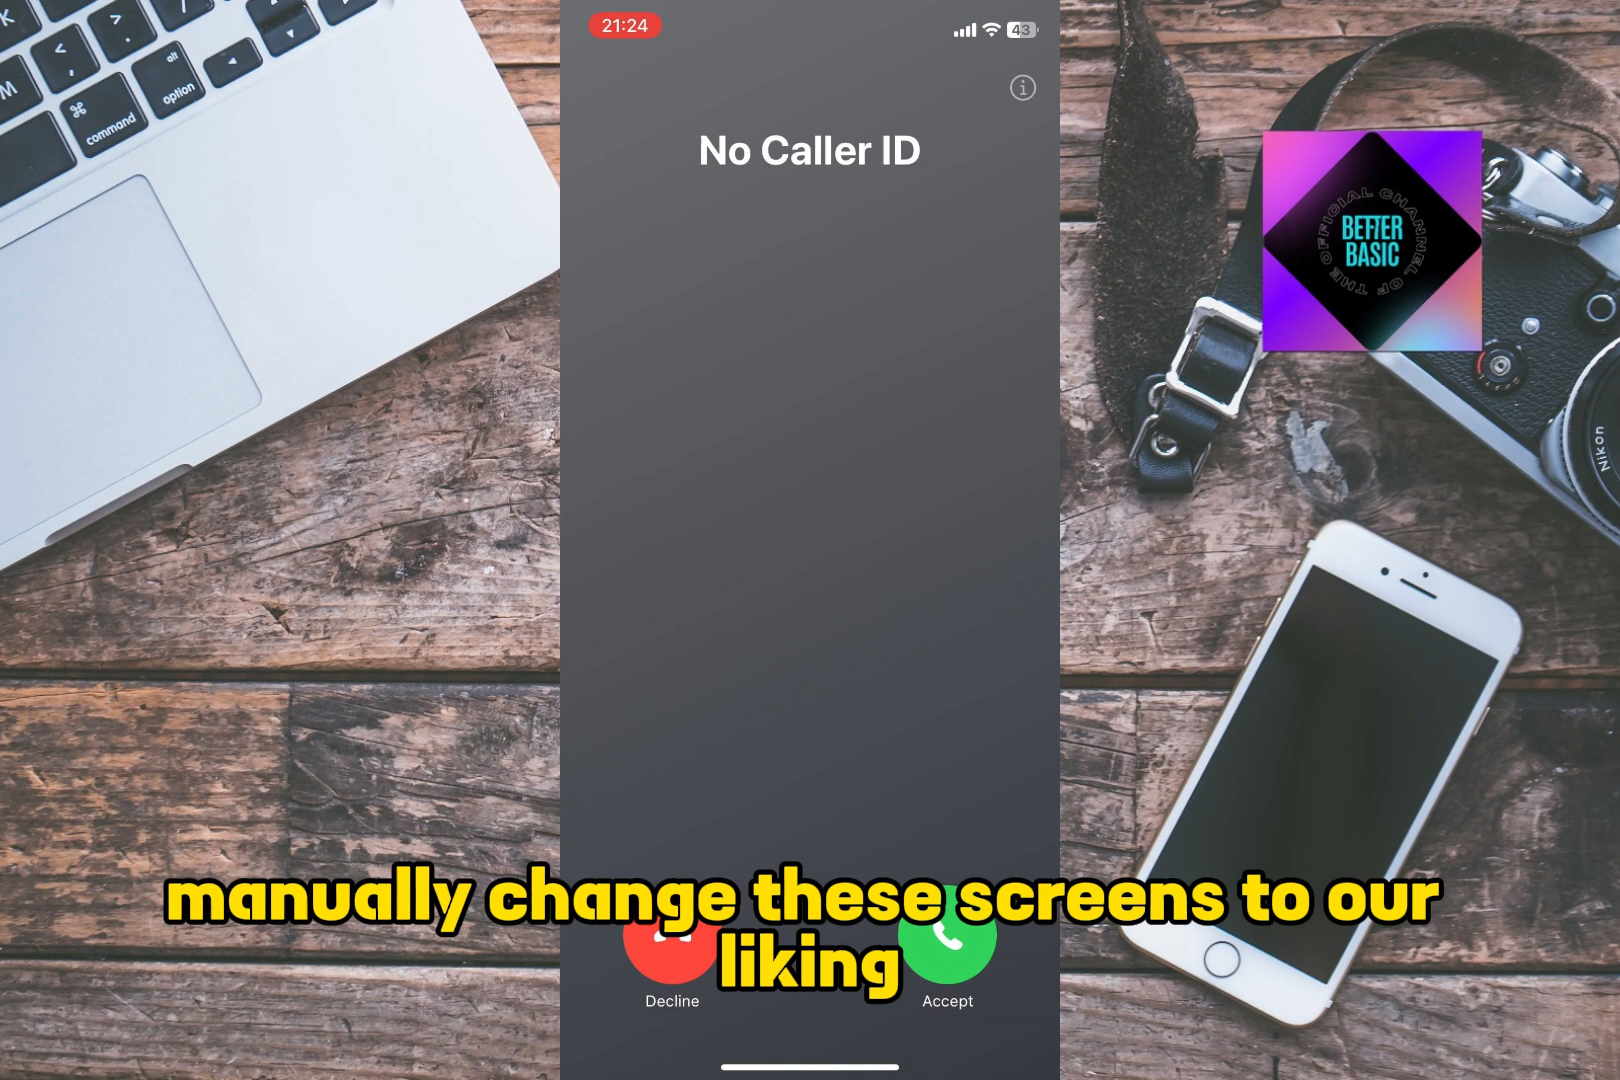 21:24
43
No Caller ID
K
<
,
>
.
M
⌘
command
alt
option
THE OFFICIAL CHANNEL OF
BETTER
BASIC
Nikon
manually change these screens to our
liking
Decline
Accept